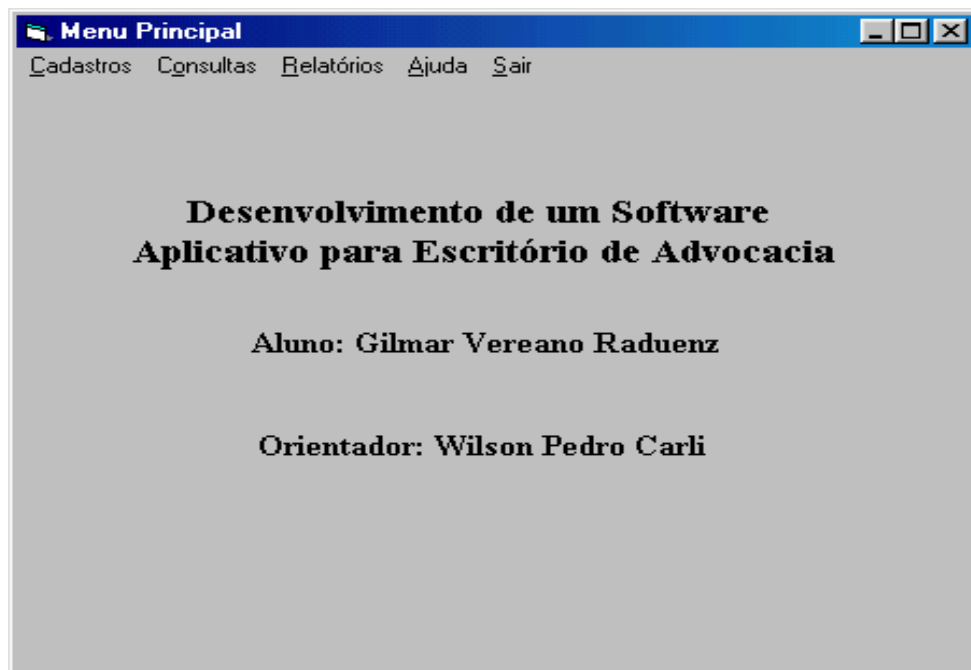 Menu Principal
Cadastros Consultas Relatórios Ajuda Sair
Desenvolvimento de um Software
Aplicativo para Escritório de Advocacia
Aluno: Gilmar Vereano Raduenz
Orientador: Wilson Pedro Carli